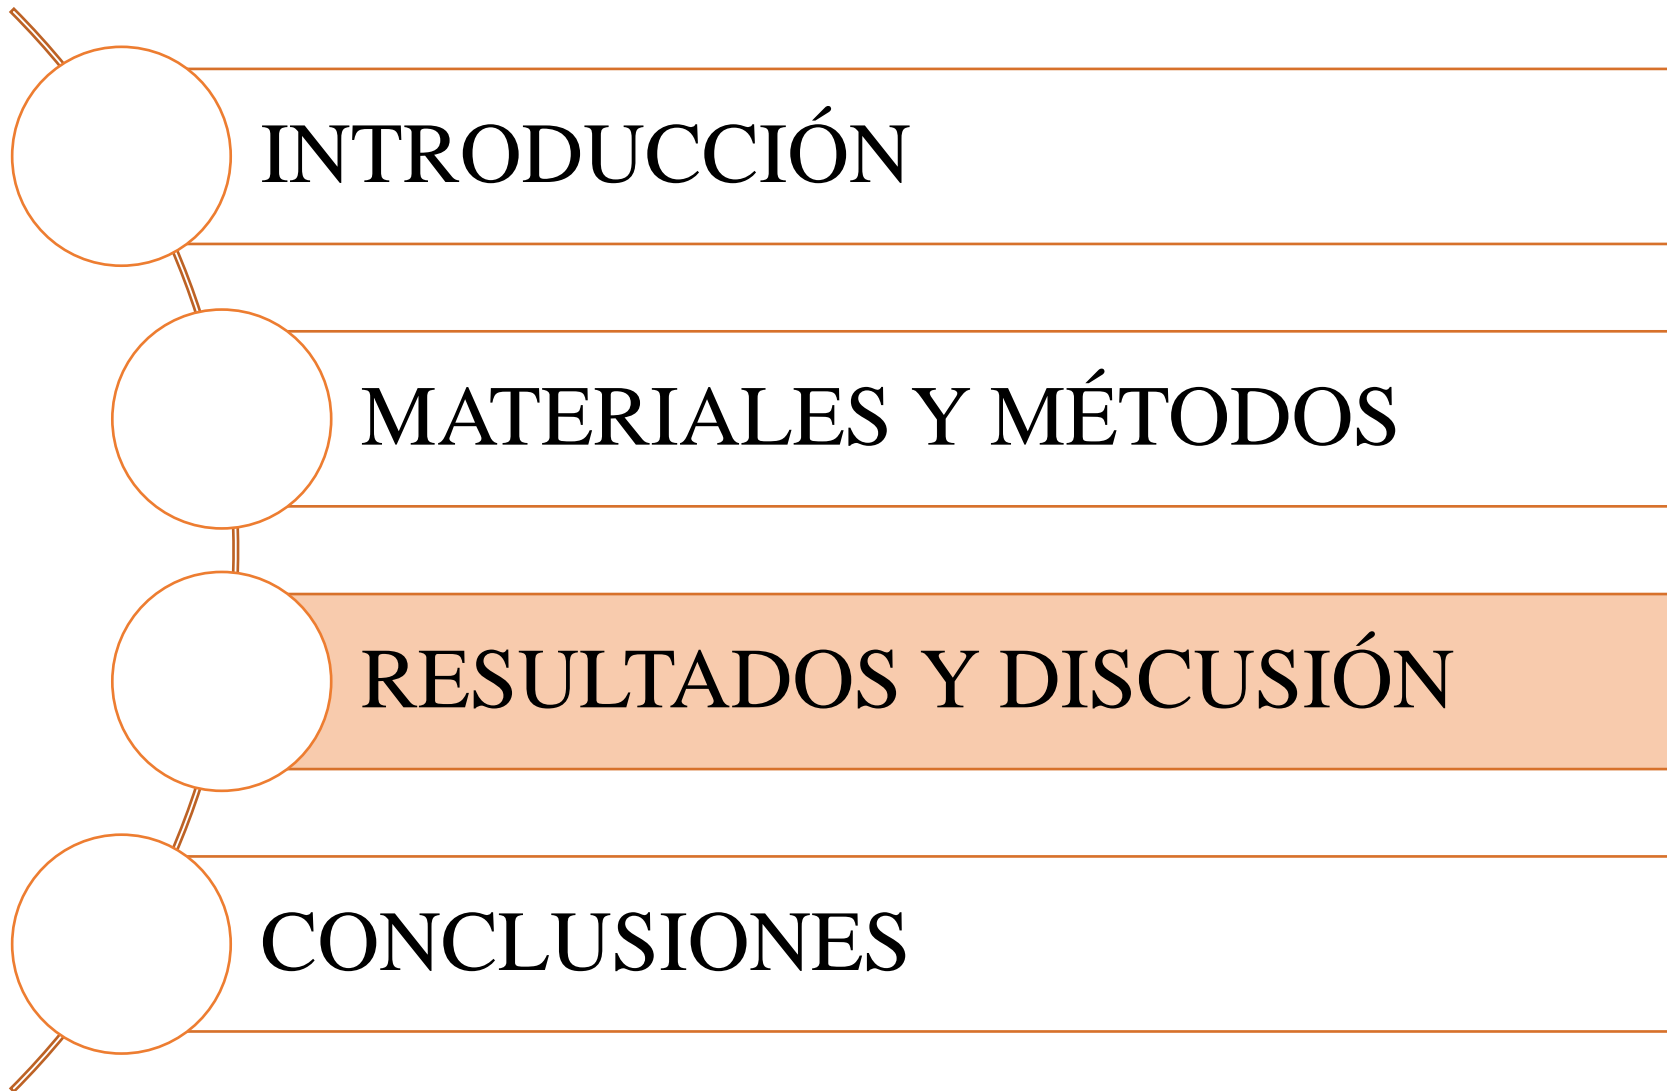 INTRODUCCIÓN
MATERIALES Y MÉTODOS
RESULTADOS Y DISCUSIÓN
CONCLUSIONES